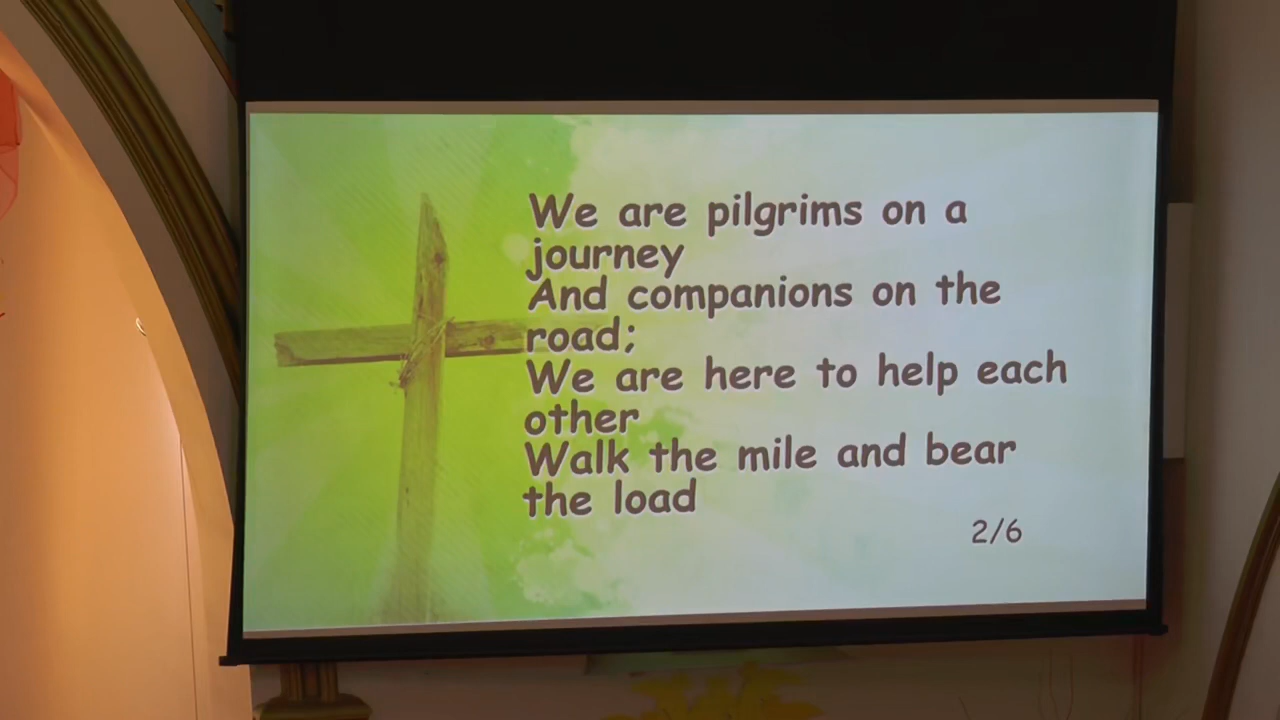 We are pilgrims on a
journey
And companions on the
road;
We are here to help each
other
Walk the mile and bear
the load
2/6